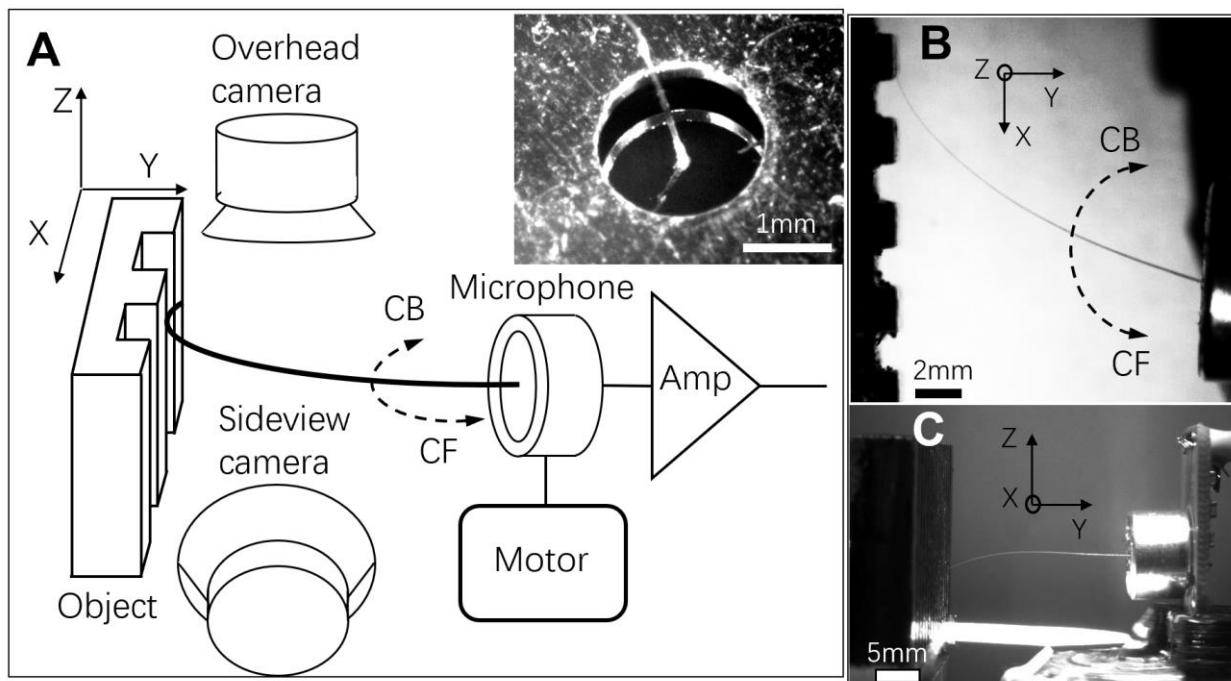 A
Overhead
camera
Z
Y
X
1mm
Microphone
CB
CF
Amp
Sideview
camera
Motor
Object
B
Z
Y
X
CB
CF
2mm
C
Z
X
Y
5mm